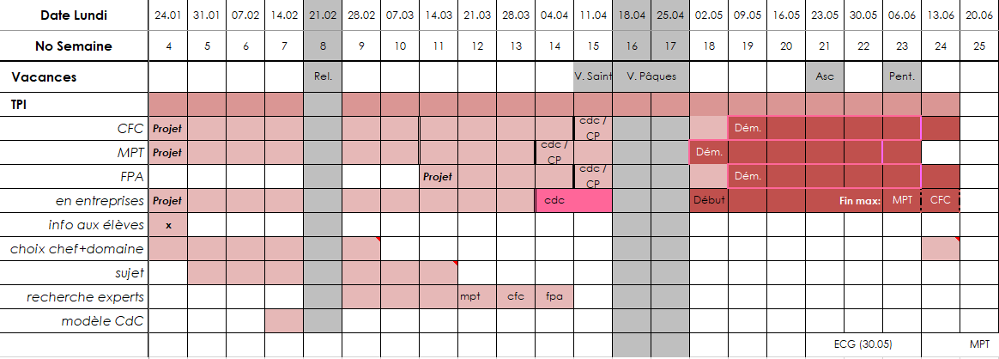 Date Lundi 24.01 31.01 07.02 14.02 21.02 28.02 07.03 14.03 21.03 28.03 04.04 11.04 18.04 25.04 02.05 09.05 16.05 23.05 30.05 06.06 13.06 20.06
No Semaine 4 5 6 7 8 9 10 11 12 13 14 15 16 17 18 19 20 21 22 23 24 25
Vacances Rel. V. Saint V. Pâques Asc Pent.
TPI
CFC Projet cdc / CP Dém.
MPT Projet cdc / CP Dém.
FPA Projet cdc / CP Dém.
en entreprises Projet cdc Début Fin max: MPT CFC
info aux élèves x
choix chef+domaine
sujet
recherche experts mpt cfc fpa
modèle CdC
ECG (30.05) MPT